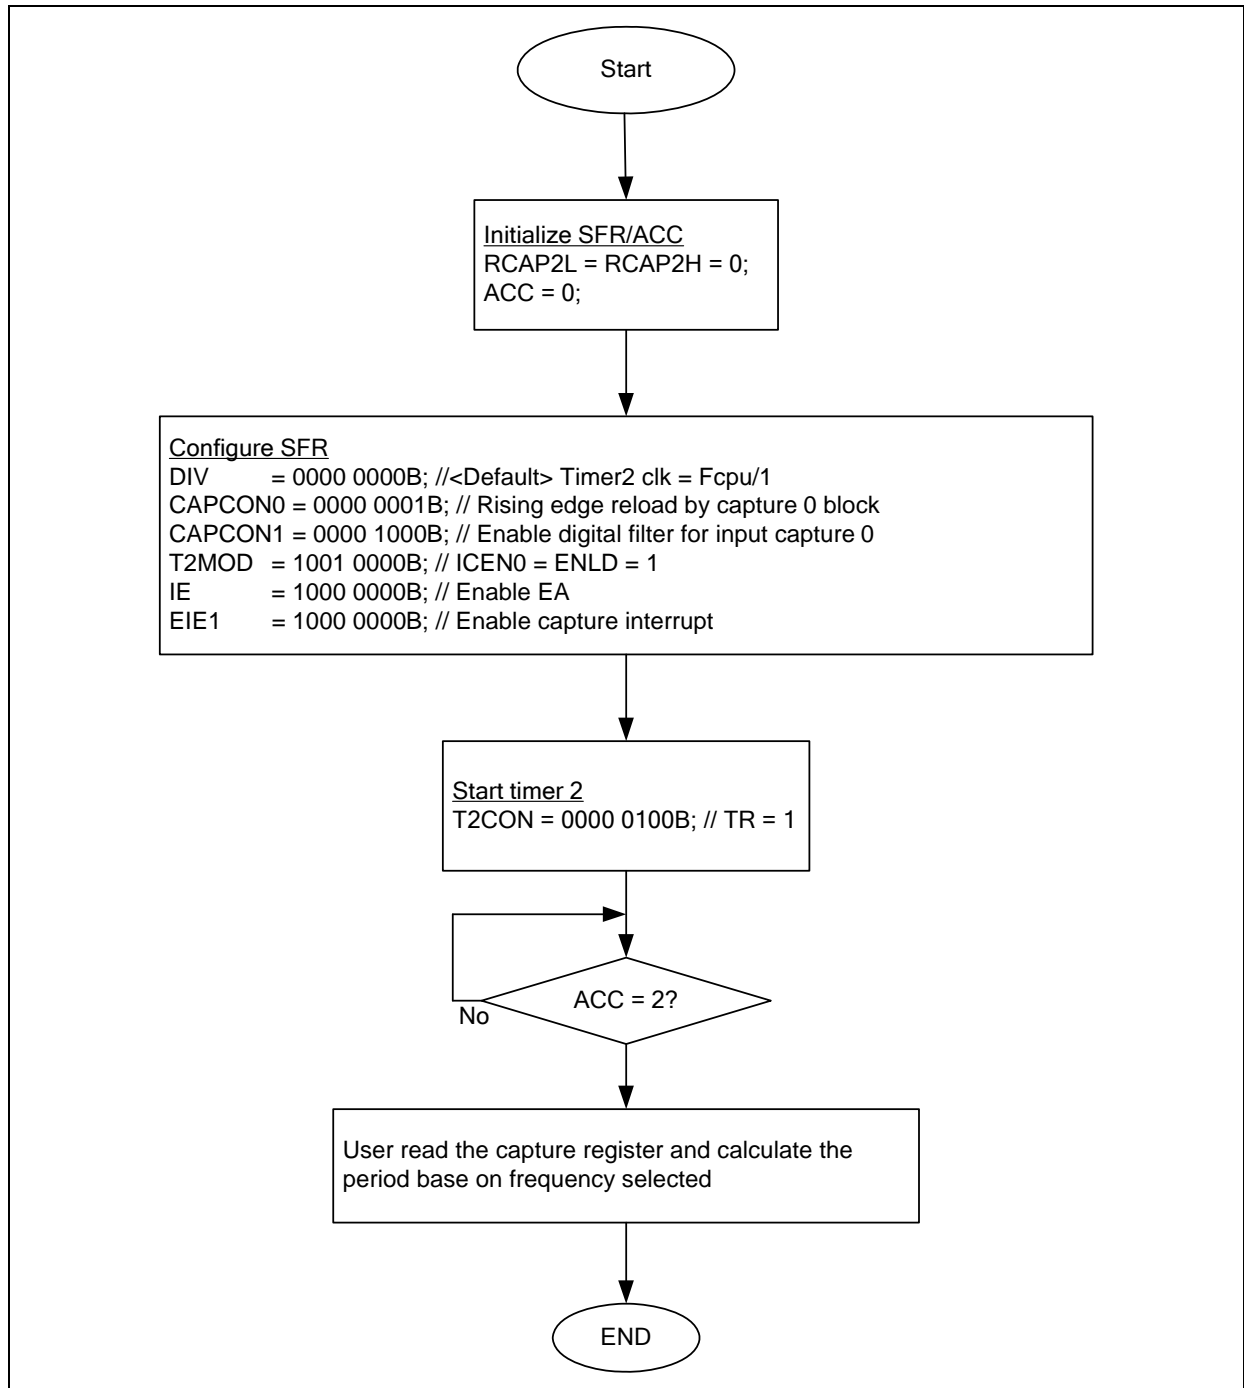 Start
Initialize SFR/ACC
RCAP2L = RCAP2H = 0;
ACC = 0;
Configure SFR
DIV = 0000 0000B; //<Default> Timer2 clk = Fcpu/1
CAPCON0 = 0000 0001B; // Rising edge reload by capture 0 block
CAPCON1 = 0000 1000B; // Enable digital filter for input capture 0
T2MOD = 1001 0000B; // ICEN0 = ENLD = 1
IE = 1000 0000B; // Enable EA
EIE1 = 1000 0000B; // Enable capture interrupt
Start timer 2
T2CON = 0000 0100B; // TR = 1
ACC = 2?
No
User read the capture register and calculate the
period base on frequency selected
END